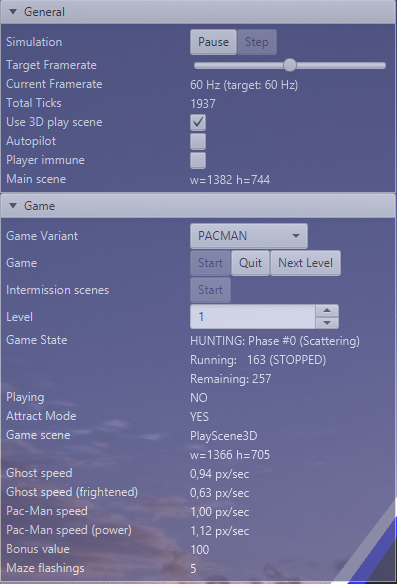 General
Simulation Pause Step
Target Framerate
Current Framerate 60 Hz (target: 60 Hz)
Total Ticks 1937
Use 3D play scene
Autopilot
Player immune
Main scene w=1382 h=744
Game
Game Variant PACMAN
Game Start Quit Next Level
Intermission scenes Start
Level 1
Game State HUNTING: Phase #0 (Scattering)
Running: 163 (STOPPED)
Remaining: 257
Playing NO
Attract Mode YES
Game scene PlayScene3D
w=1366 h=705
Ghost speed 0,94 px/sec
Ghost speed (frightened) 0,63 px/sec
Pac-Man speed 1,00 px/sec
Pac-Man speed (power) 1,12 px/sec
Bonus value 100
Maze flashings 5